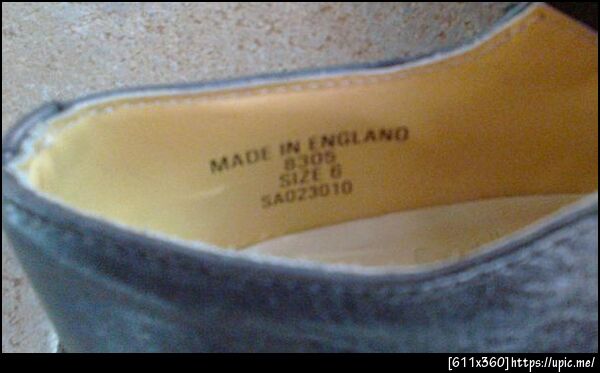 MADE IN ENGLAND
8305
SIZE 6
SA023010
[611x360]https://upic.me/